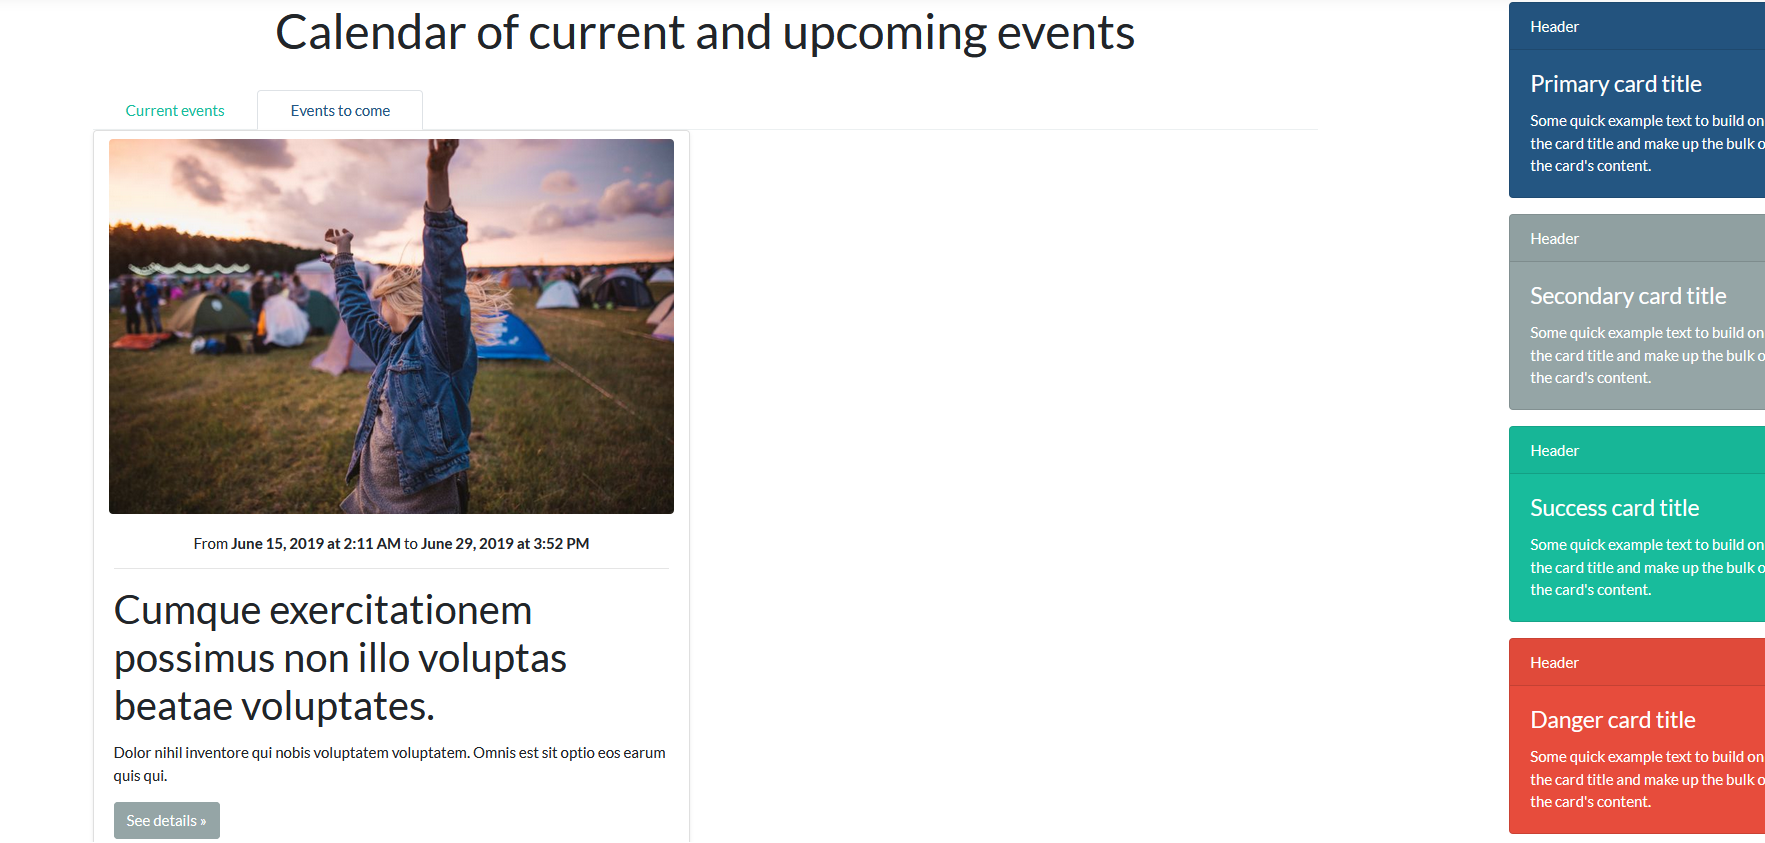 Calendar of current and upcoming events
Current events
Events to come
From June 15, 2019 at 2:11 AM to June 29, 2019 at 3:52 PM
Cumque exercitationem
possimus non illo voluptas
beatae voluptates.
Dolor nihil inventore qui nobis voluptatem voluptatem. Omnis est sit optio eos earum
quis qui.
See details »
Header
Primary card title
Some quick example text to build on
the card title and make up the bulk
the card's content.
Header
Secondary card title
Some quick example text to build on
the card title and make up the bulk
the card's content.
Header
Success card title
Some quick example text to build on
the card title and make up the bulk
the card's content.
Header
Danger card title
Some quick example text to build on
the card title and make up the bulk
the card's content.